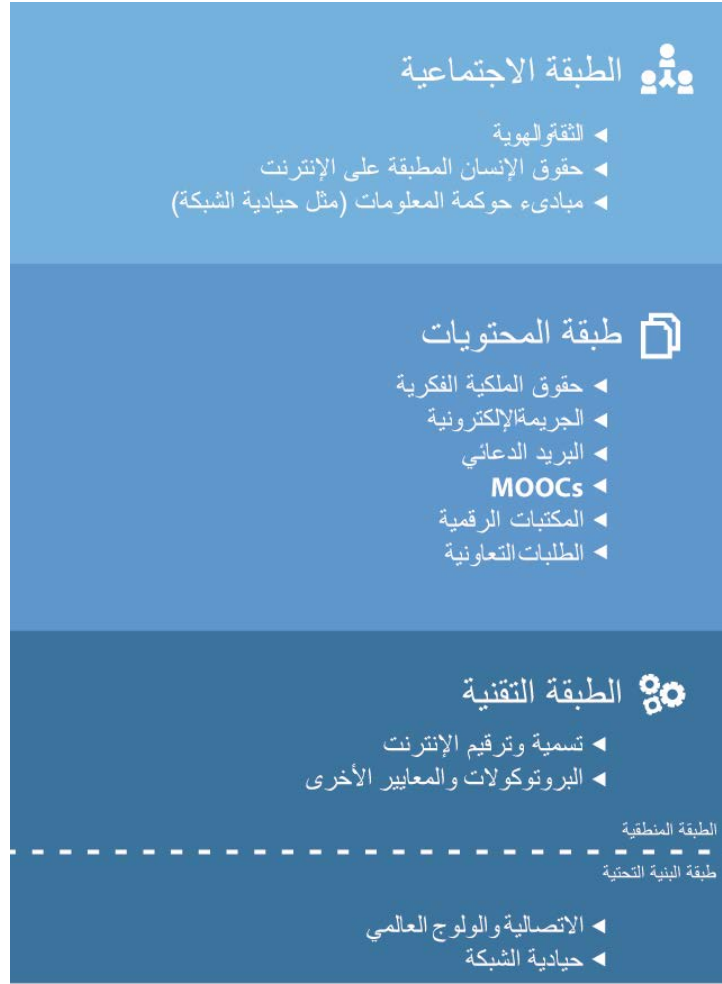 الطبقة الاجتماعية
الثقةوالهوية
حقوق الإنسان المطبقة على الإنترنت
مبادىء حوكمة المعلومات (مثل حيادية الشبكة)
طبقة المحتويات
حقوق الملكية الفكرية
الجريمةالإلكترونية
البريد الدعائي
MOOCs
المكتبات الرقمية
الطلبات التعاونية
الطبقة التقنية
تسمية وترقيم الإنترنت
البروتوكولات والمعايير الأخرى
الطبقة المنطقية
طبقة البنية التحتية
الاتصالية والولوج العالمي
حيادية الشبكة